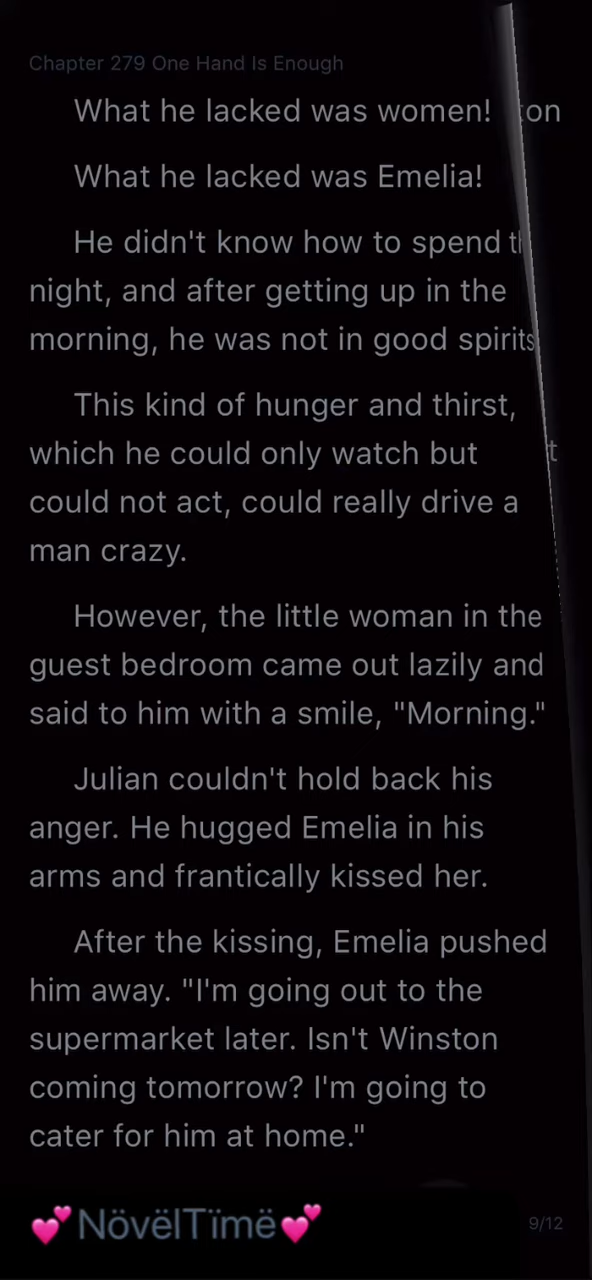 Chapter 279 One Hand Is Enough
What he lacked was women!
What he lacked was Emelia!
He didn't know how to spend
night, and after getting up in the
morning, he was not in good spirits
This kind of hunger and thirst,
which he could only watch but
could not act, could really drive a
man crazy.
However, the little woman in the
guest bedroom came out lazily and
said to him with a smile, "Morning."
Julian couldn't hold back his
anger. He hugged Emelia in his
arms and frantically kissed her.
After the kissing, Emelia pushed
him away. "I'm going out to the
supermarket later. Isn't Winston
coming tomorrow? I'm going to
cater for him at home."
💕NövëlTïmë💕
9/12